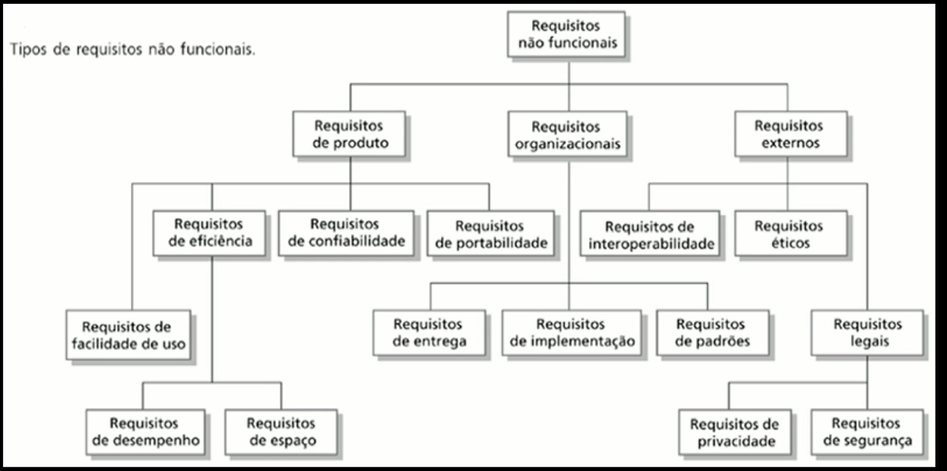 Tipos de requisitos não funcionais.
Requisitos
não funcionais
Requisitos
de produto
Requisitos
organizacionais
Requisitos
externos
Requisitos
de eficiência
Requisitos
de confiabilidade
Requisitos
de portabilidade
Requisitos de
interoperabilidade
Requisitos
éticos
Requisitos de
facilidade de uso
Requisitos
de entrega
Requisitos
de implementação
Requisitos
de padrões
Requisitos
legais
Requisitos
de desempenho
Requisitos
de espaço
Requisitos de
privacidade
Requisitos
de segurança